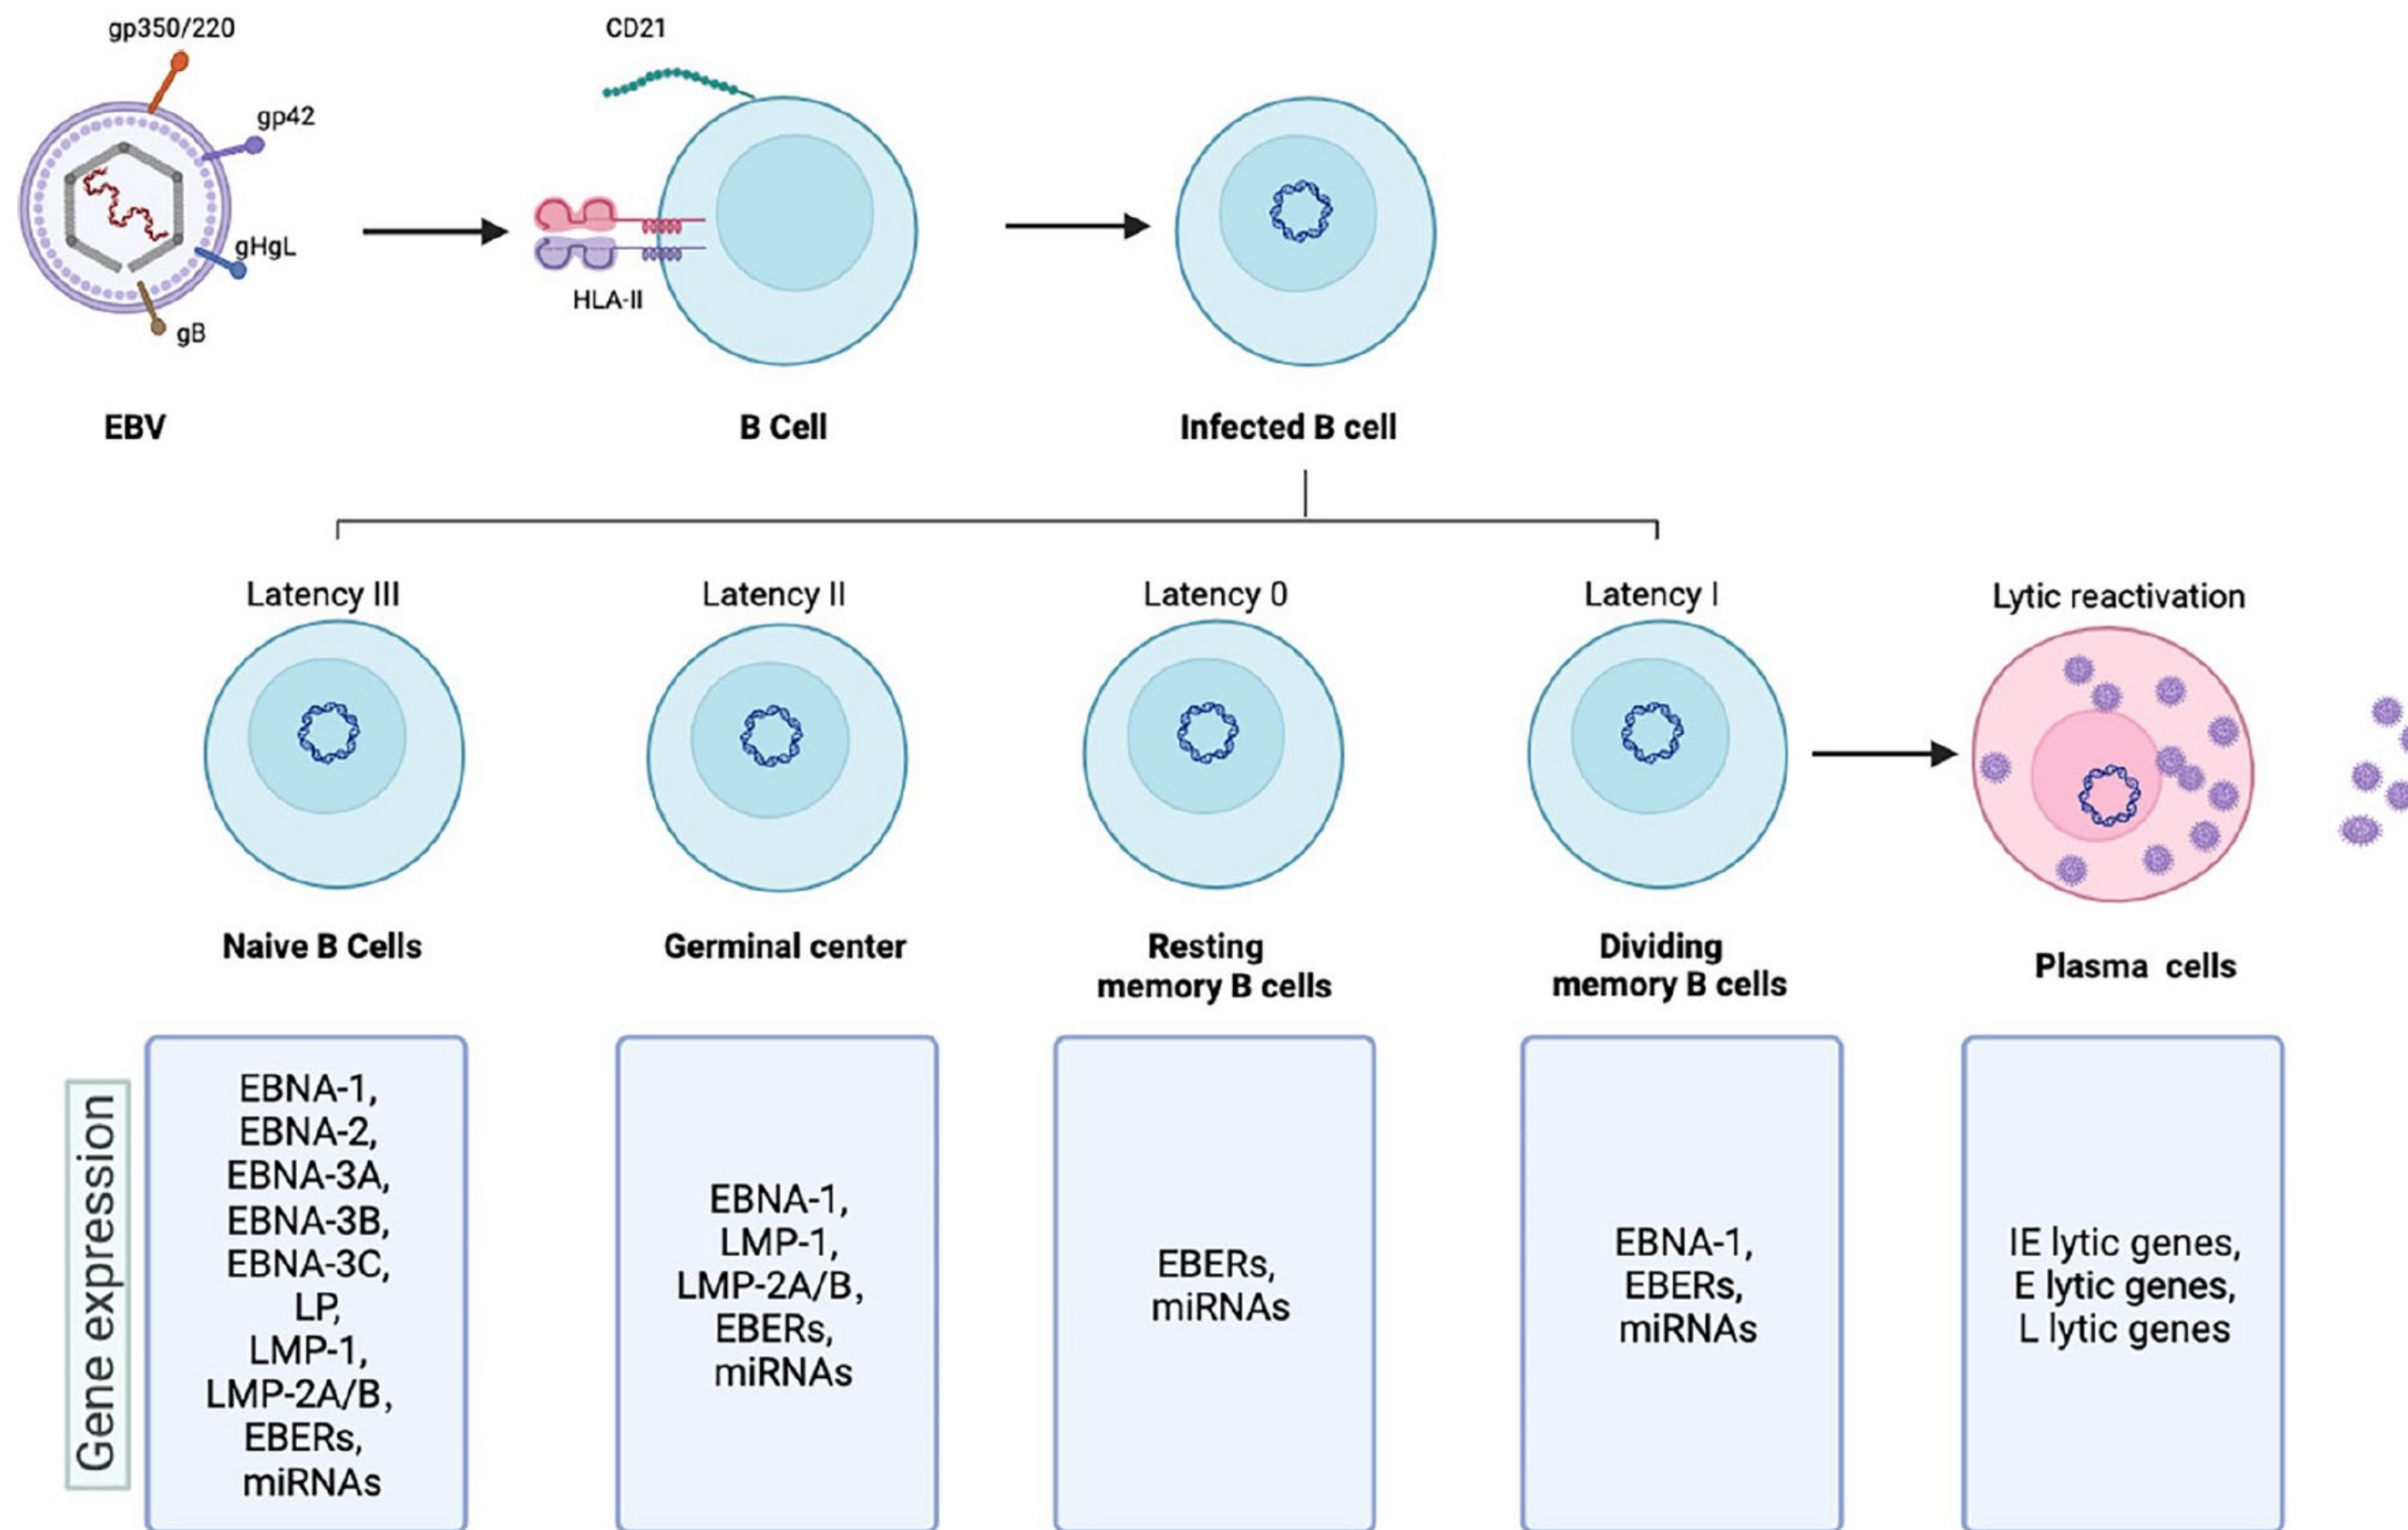 gp350/220
CD21
gp42
gHgL
gB
HLA-II
EBV
B Cell
Infected B cell
Latency III
Latency II
Latency 0
Latency I
Lytic reactivation
Naive B Cells
Germinal center
Resting
memory B cells
Dividing
memory B cells
Plasma cells
Gene expression
EBNA-1,
EBNA-2,
EBNA-3A,
EBNA-3B,
EBNA-3C,
LP,
LMP-1,
LMP-2A/B,
EBERs,
miRNAs
EBNA-1,
LMP-1,
LMP-2A/B,
EBERs,
miRNAs
EBERs,
miRNAs
EBNA-1,
EBERs,
miRNAs
IE lytic genes,
E lytic genes,
L lytic genes